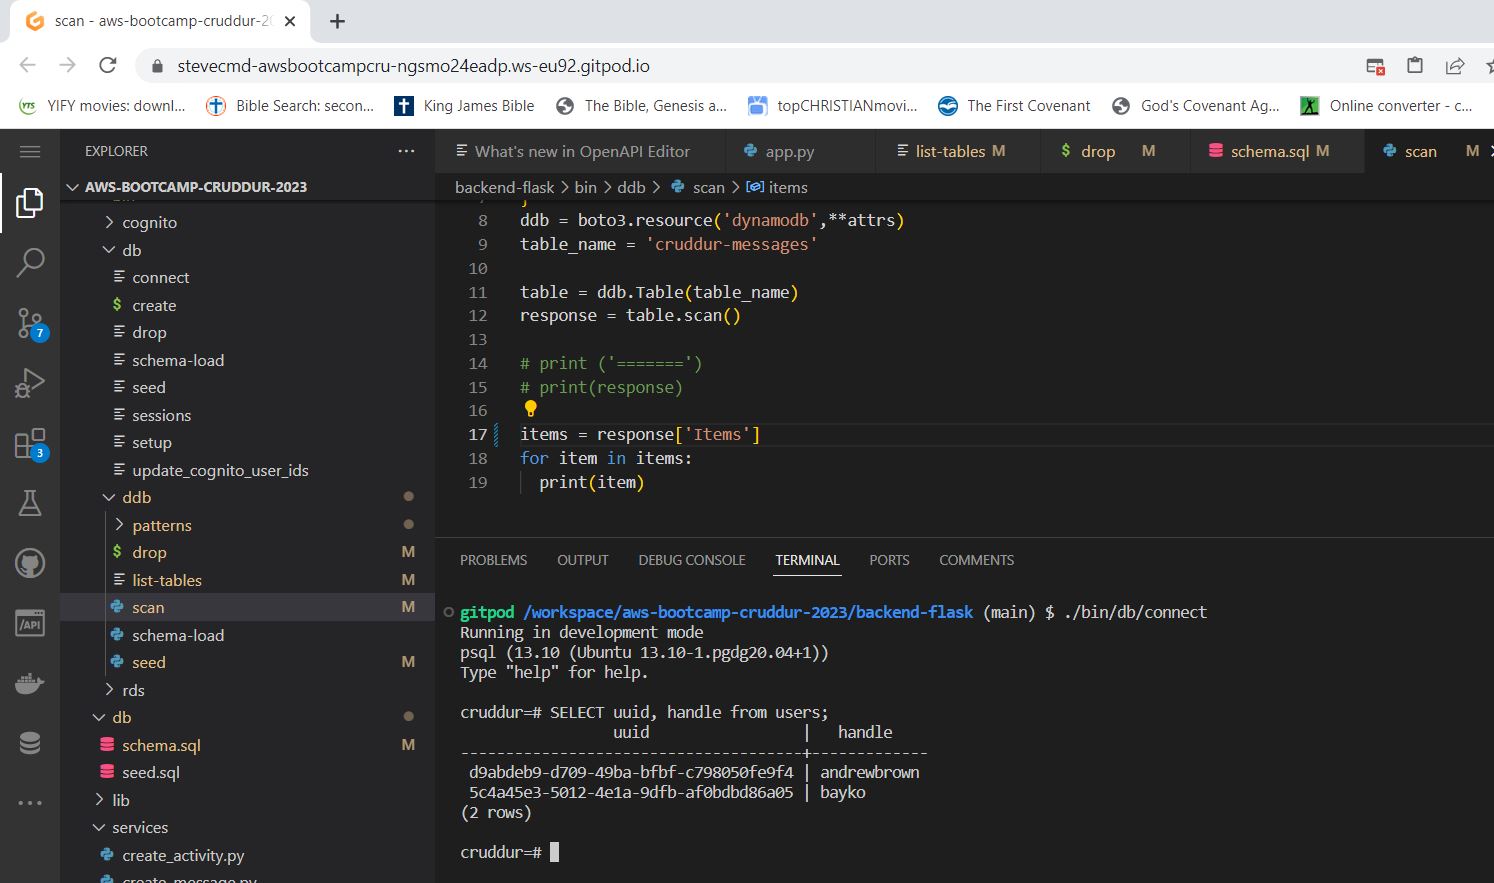 scan - aws-bootcamp-cruddur-20
stevecmd-awsbootcampcru-ngsmo24eadp.ws-eu92.gitpod.io
YTS YIFY movies: downl... Bible Search: secon... King James Bible The Bible, Genesis a... topCHRISTIANmovi... The First Covenant God's Covenant Ag... Online converter - c...
EXPLORER
AWS-BOOTCAMP-CRUDDUR-2023
cognito
db
connect
$ create
drop
schema-load
seed
sessions
setup
update_cognito_user_ids
ddb
patterns
$ drop M
list-tables M
scan M
schema-load
seed M
rds
db
schema.sql M
seed.sql
lib
services
create_activity.py
create_message.py
7
3
/API
What's new in OpenAPI Editor app.py list-tables M $ drop M schema.sql M scan M
backend-flask > bin > ddb > scan > items
8 ddb = boto3.resource('dynamodb',**attrs)
9 table_name = 'cruddur-messages'
10
11 table = ddb.Table(table_name)
12 response = table.scan()
13
14 # print ('=======')
15 # print(response)
16
17 items = response['Items']
18 for item in items:
19 print(item)
PROBLEMS OUTPUT DEBUG CONSOLE TERMINAL PORTS COMMENTS
gitpod /workspace/aws-bootcamp-cruddur-2023/backend-flask (main) $ ./bin/db/connect
Running in development mode
psql (13.10 (Ubuntu 13.10-1.pgdg20.04+1))
Type "help" for help.
cruddur=# SELECT uuid, handle from users;
uuid | handle
--------------------------------------+-------------
d9abdeb9-d709-49ba-bfbf-c798050fe9f4 | andrewbrown
5c4a45e3-5012-4e1a-9dfb-af0bdbd86a05 | bayko
(2 rows)
cruddur=#